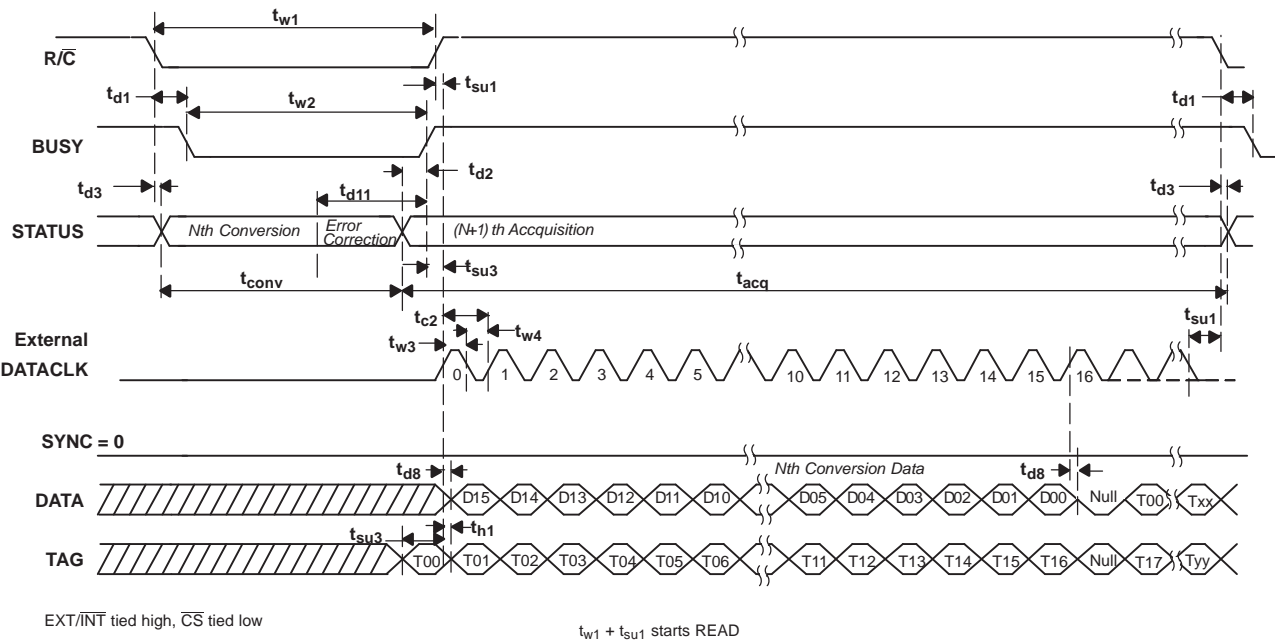 tw1
R/C
tsu1
td1
tw2
td1
BUSY
td2
td3
td11
td3
STATUS
Nth Conversion
Error
Correction
(N+1) th Accquisition
tsu3
tconv
tacq
tc2
tsu1
tw4
External
tw3
DATACLK
0 1 2 3 4 5 10 11 12 13 14 15 16
SYNC = 0
td8
Nth Conversion Data
td8
DATA
D15 D14 D13 D12 D11 D10 D05 D04 D03 D02 D01 D00 Null T00 Txx
tsu3
th1
TAG
T00 T01 T02 T03 T04 T05 T06 T11 T12 T13 T14 T15 T16 Null T17 Tyy
EXT/INT tied high, CS tied low
tw1 + tsu1 starts READ